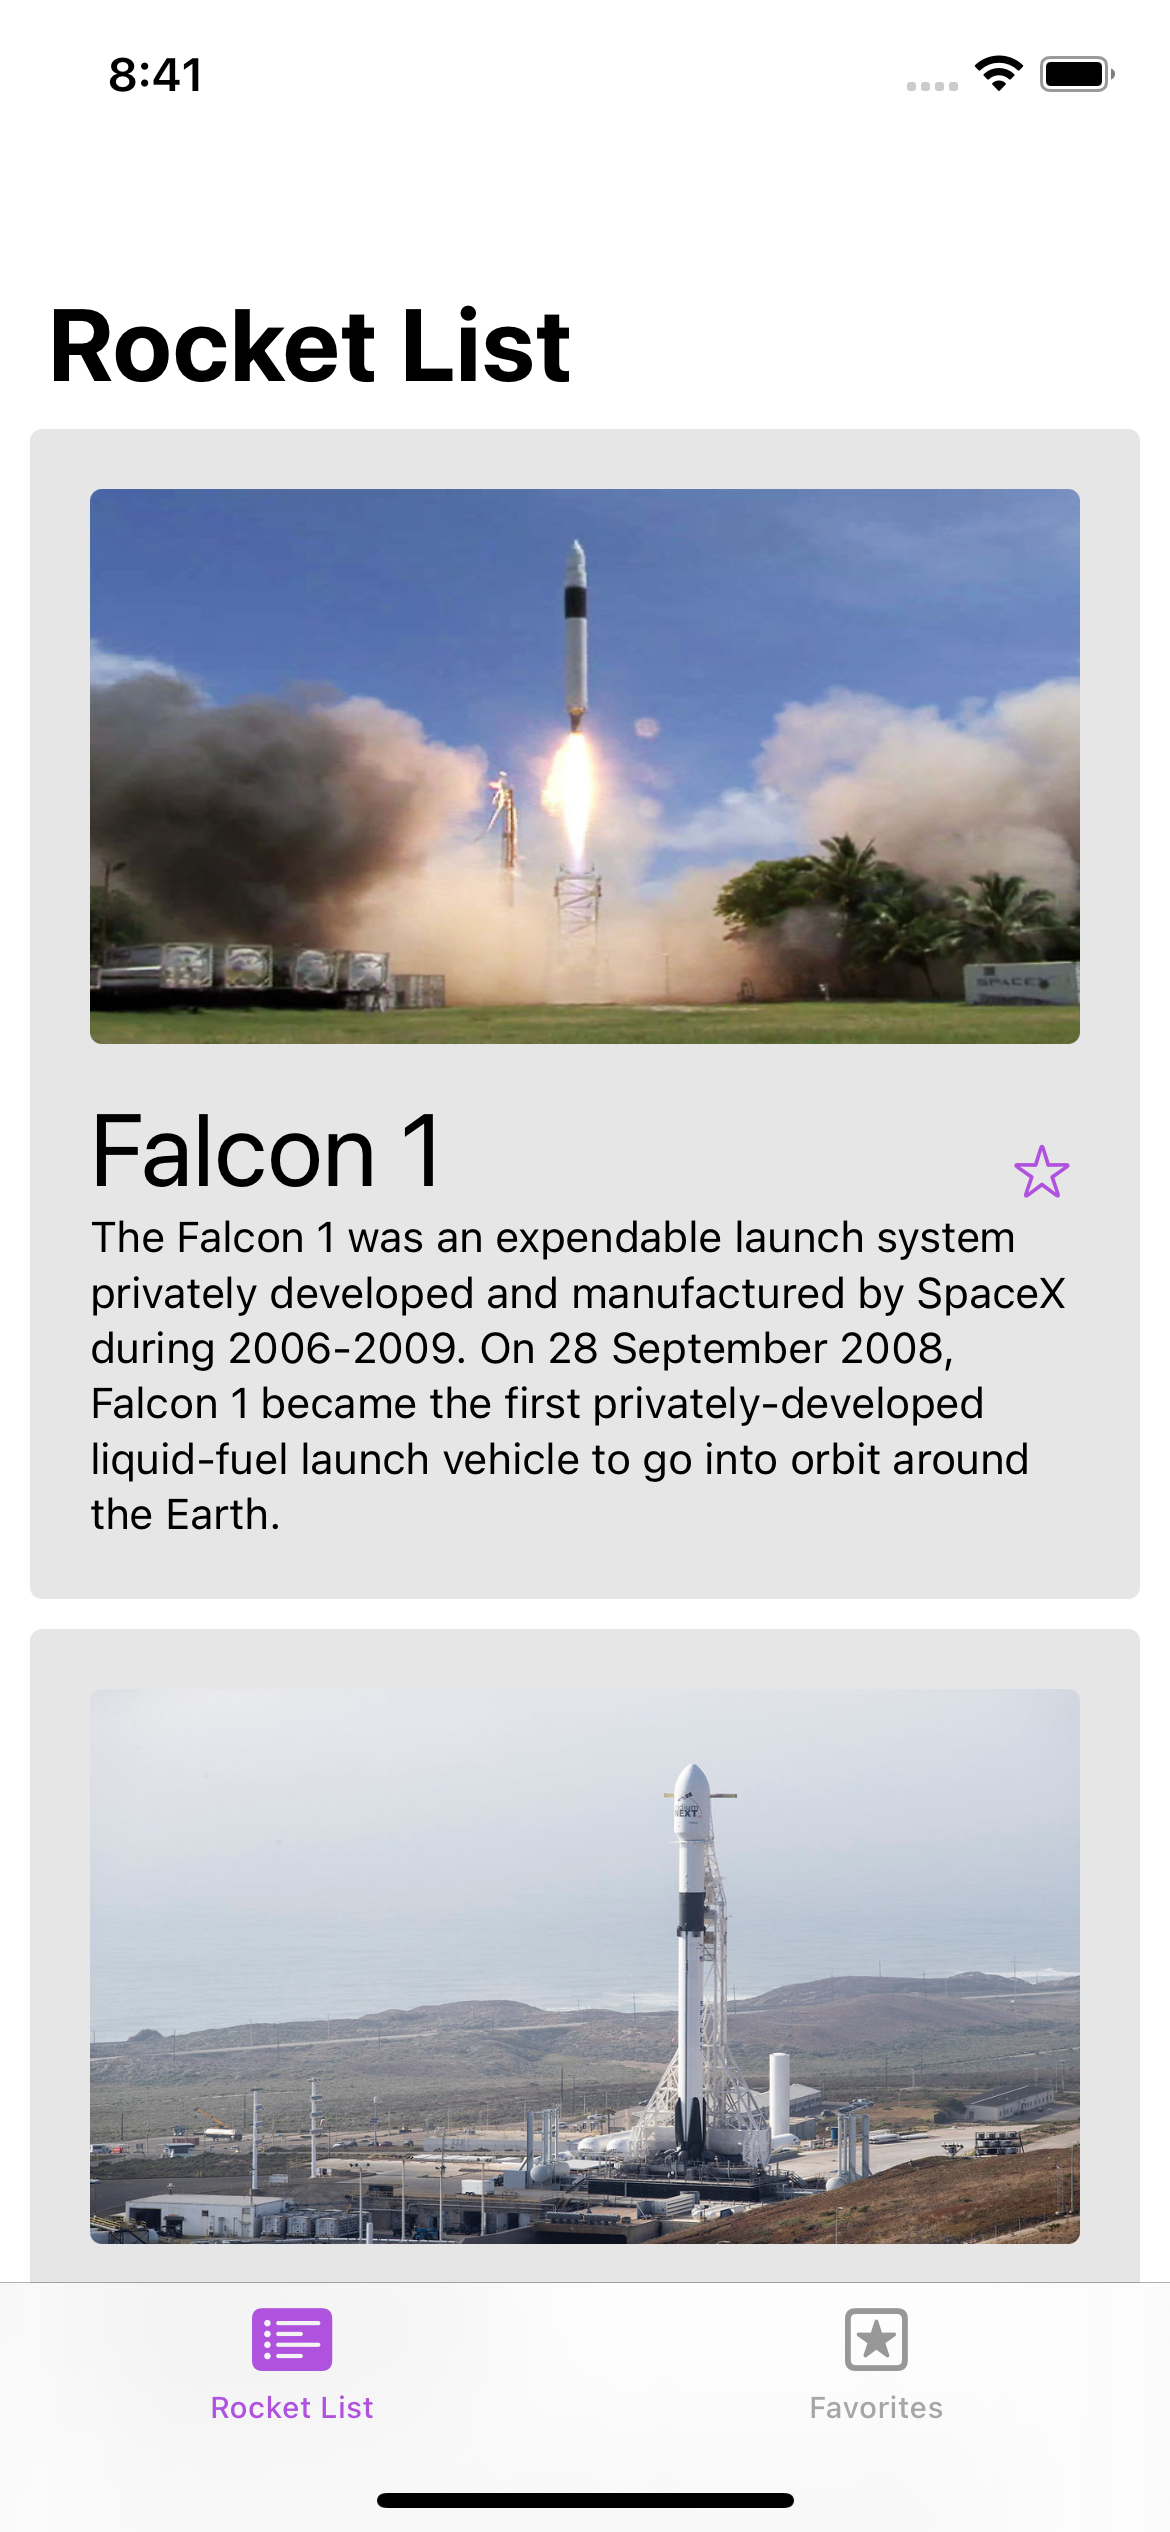 8:41
Rocket List
SPACEX
Falcon 1
The Falcon 1 was an expendable launch system
privately developed and manufactured by SpaceX
during 2006-2009. On 28 September 2008,
Falcon 1 became the first privately-developed
liquid-fuel launch vehicle to go into orbit around
the Earth.
NEXT
Rocket List
Favorites